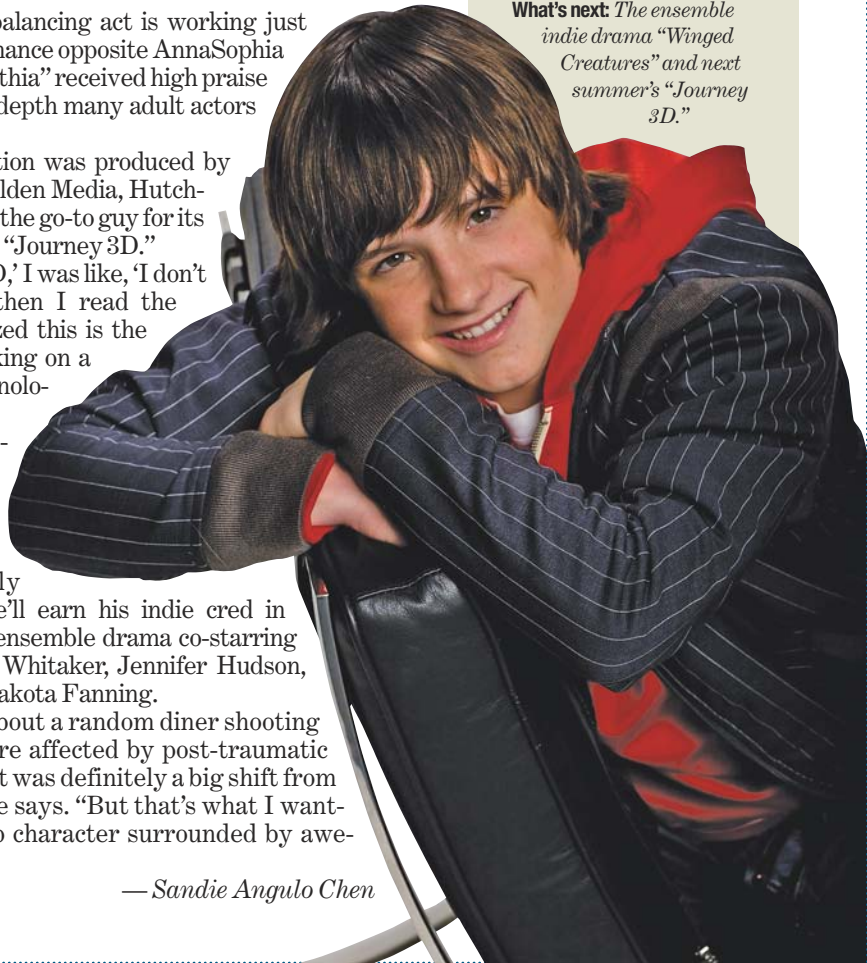 balancing act is working just
mance opposite AnnaSophia
thia” received high praise
depth many adult actors
tion was produced by
lden Media, Hutch-
the go-to guy for its
“Journey 3D.”
D,’ I was like, ‘I don’t
then I read the
zed this is the
king on a
nolo-
-
ly
e’ll earn his indie cred in
ensemble drama co-starring
Whitaker, Jennifer Hudson,
akota Fanning.
bout a random diner shooting
re affected by post-traumatic
t was definitely a big shift from
e says. “But that’s what I want-
o character surrounded by awe-
— Sandie Angulo Chen
What’s next: The ensemble
indie drama “Winged
Creatures” and next
summer’s “Journey
3D.”